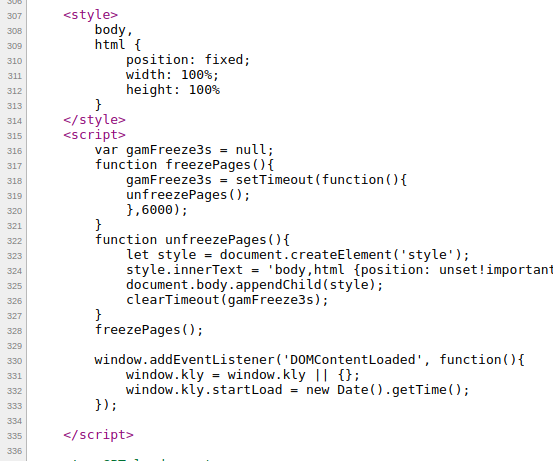 306
307 <style>
308 body,
309 html {
310 position: fixed;
311 width: 100%;
312 height: 100%
313 }
314 </style>
315 <script>
316 var gamFreeze3s = null;
317 function freezePages(){
318 gamFreeze3s = setTimeout(function(){
319 unfreezePages();
320 },6000);
321 }
322 function unfreezePages(){
323 let style = document.createElement('style');
324 style.innerText = 'body,html {position: unset!important
325 document.body.appendChild(style);
326 clearTimeout(gamFreeze3s);
327 }
328 freezePages();
329
330 window.addEventListener('DOMContentLoaded', function(){
331 window.kly = window.kly || {};
332 window.kly.startLoad = new Date().getTime();
333 });
334
335 </script>
336